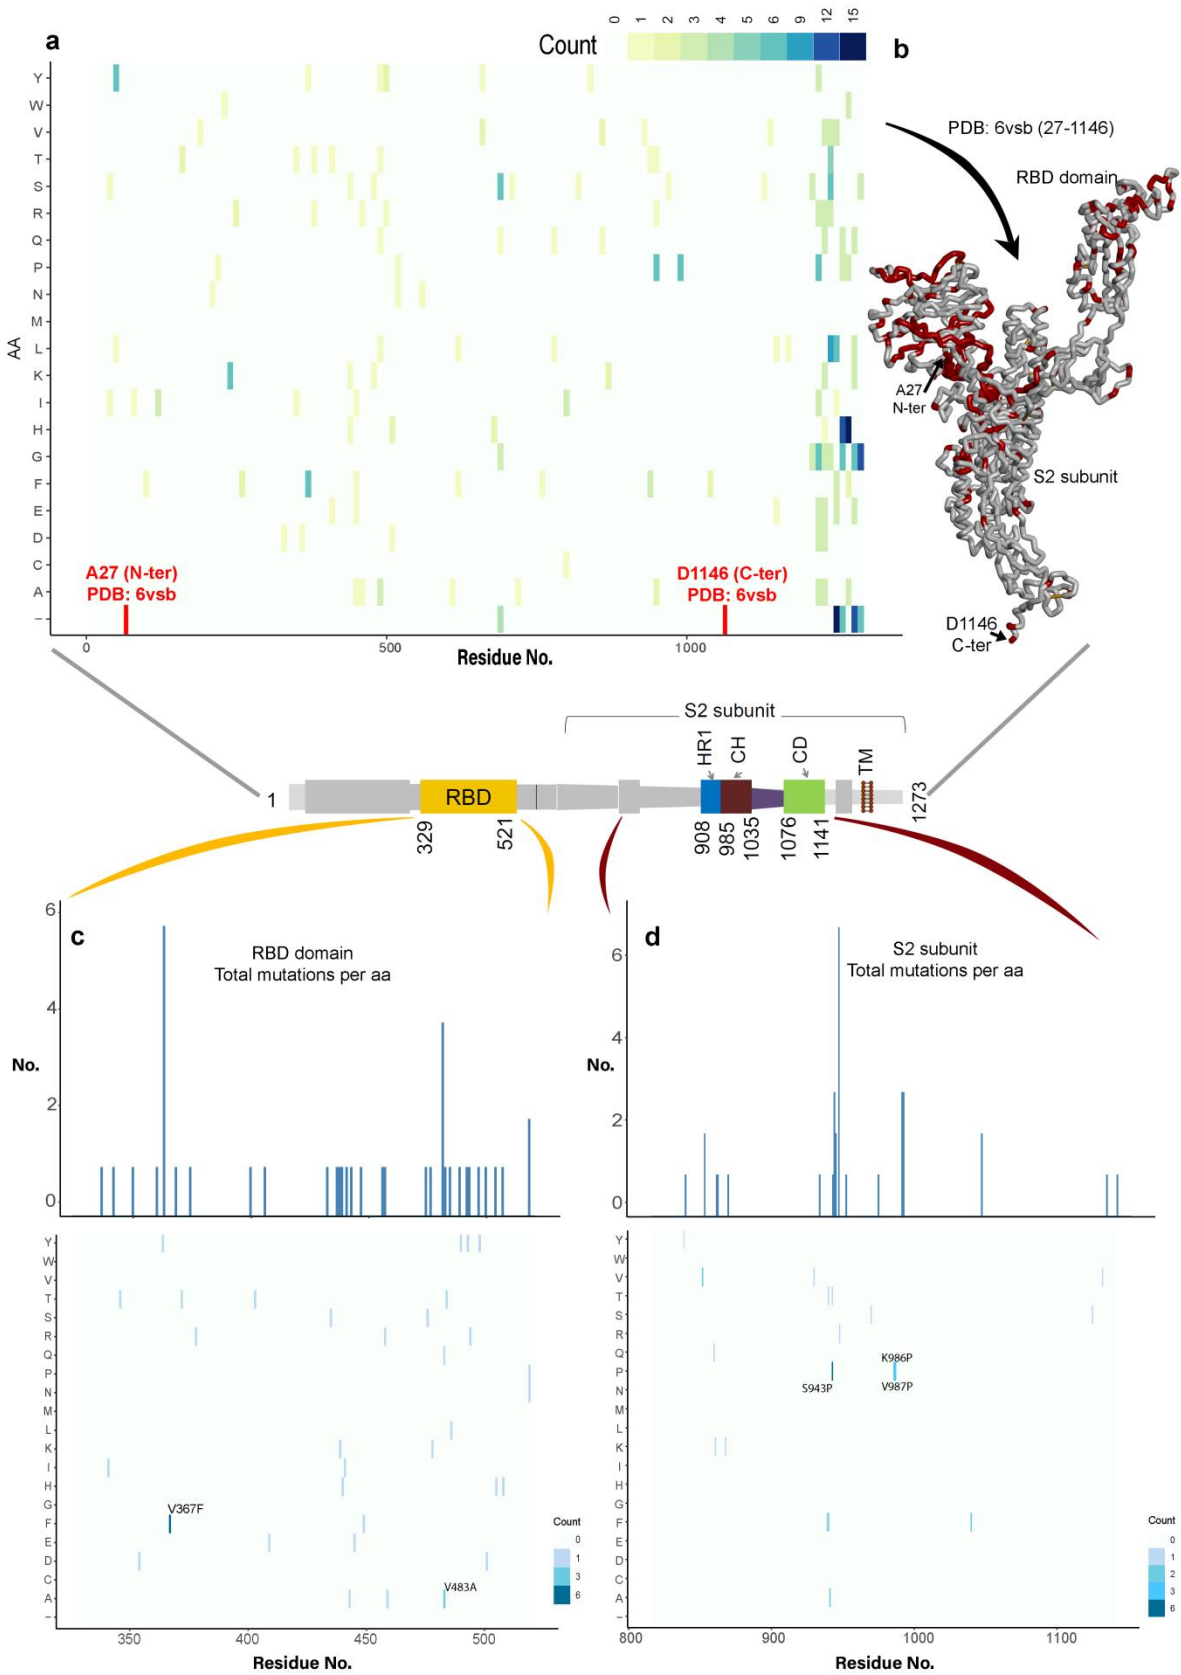 a
Count
0 1 2 3 4 5 6 9 12 15
b
Y
W
V
T
S
R
Q
P
N
M
L
K
I
H
G
F
E
D
C
A
–
AA
A27 (N-ter)
PDB: 6vsb
D1146 (C-ter)
PDB: 6vsb
0 500 1000
Residue No.
PDB: 6vsb (27-1146)
RBD domain
A27
N-ter
S2 subunit
D1146
C-ter
S2 subunit
HR1 CH CD TM
1 RBD 1273
329 521 908 985 1035 1076 1141
c
RBD domain
Total mutations per aa
6
4
2
0
No.
Y
W
V
T
S
R
Q
P
N
M
L
K
I
H
G
F
E
D
C
A
–
V367F
V483A
Count
0
1
3
6
350 400 450 500
Residue No.
d
S2 subunit
Total mutations per aa
6
4
2
0
No.
Y
W
V
T
S
R
Q
P
N
M
L
K
I
H
G
F
E
D
C
A
–
K986P
S943P
V987P
Count
0
1
2
3
6
800 900 1000 1100
Residue No.